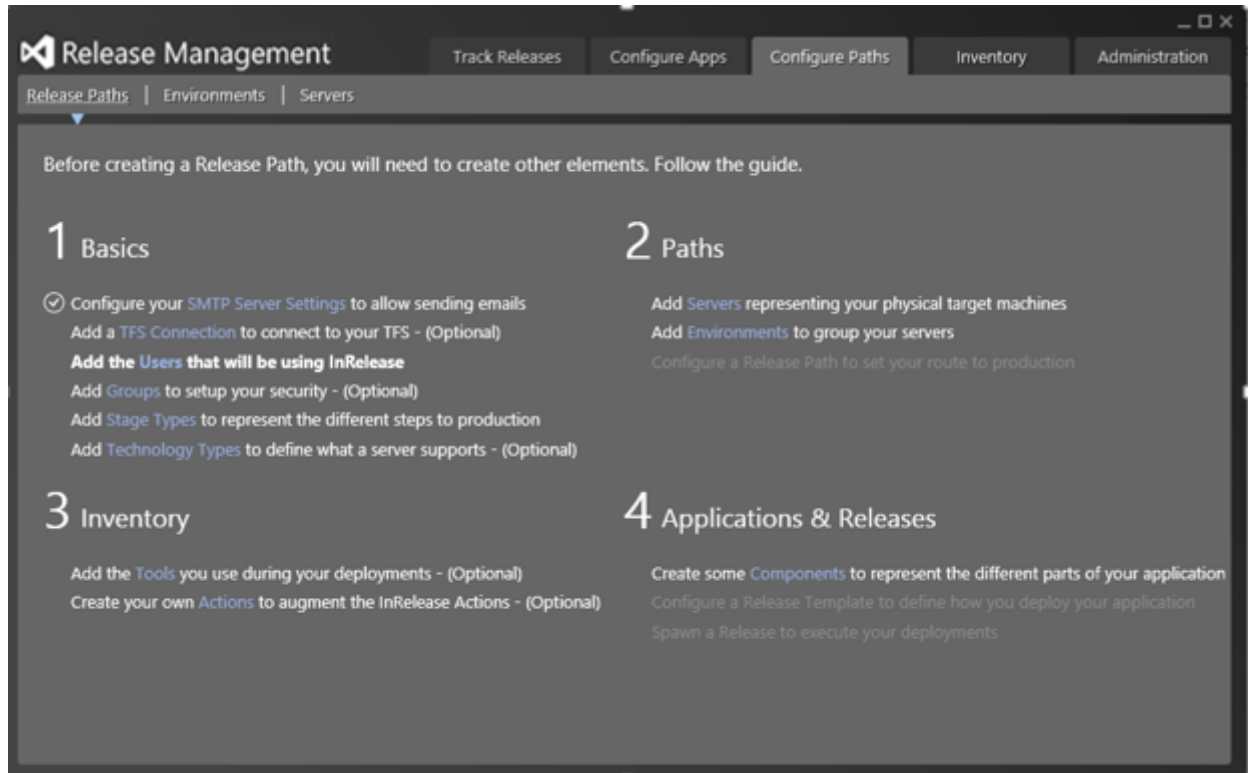 Release Management
Track Releases
Configure Apps
Configure Paths
Inventory
Administration
Release Paths | Environments | Servers
Before creating a Release Path, you will need to create other elements. Follow the guide.
1 Basics
Configure your SMTP Server Settings to allow sending emails
Add a TFS Connection to connect to your TFS - (Optional)
Add the Users that will be using InRelease
Add Groups to setup your security - (Optional)
Add Stage Types to represent the different steps to production
Add Technology Types to define what a server supports - (Optional)
2 Paths
Add Servers representing your physical target machines
Add Environments to group your servers
Configure a Release Path to set your route to production
3 Inventory
Add the Tools you use during your deployments - (Optional)
Create your own Actions to augment the InRelease Actions - (Optional)
4 Applications & Releases
Create some Components to represent the different parts of your application
Configure a Release Template to define how you deploy your application
Spawn a Release to execute your deployments